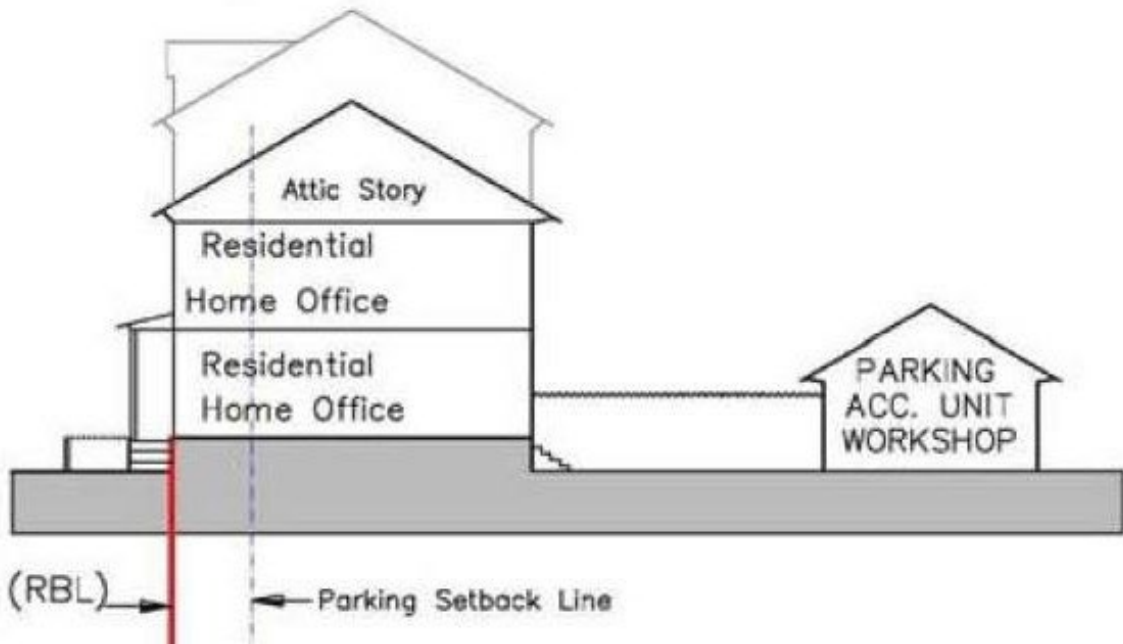 Attic Story
Residential
Home Office
Residential
Home Office
PARKING
ACC. UNIT
WORKSHOP
(RBL)
Parking Setback Line